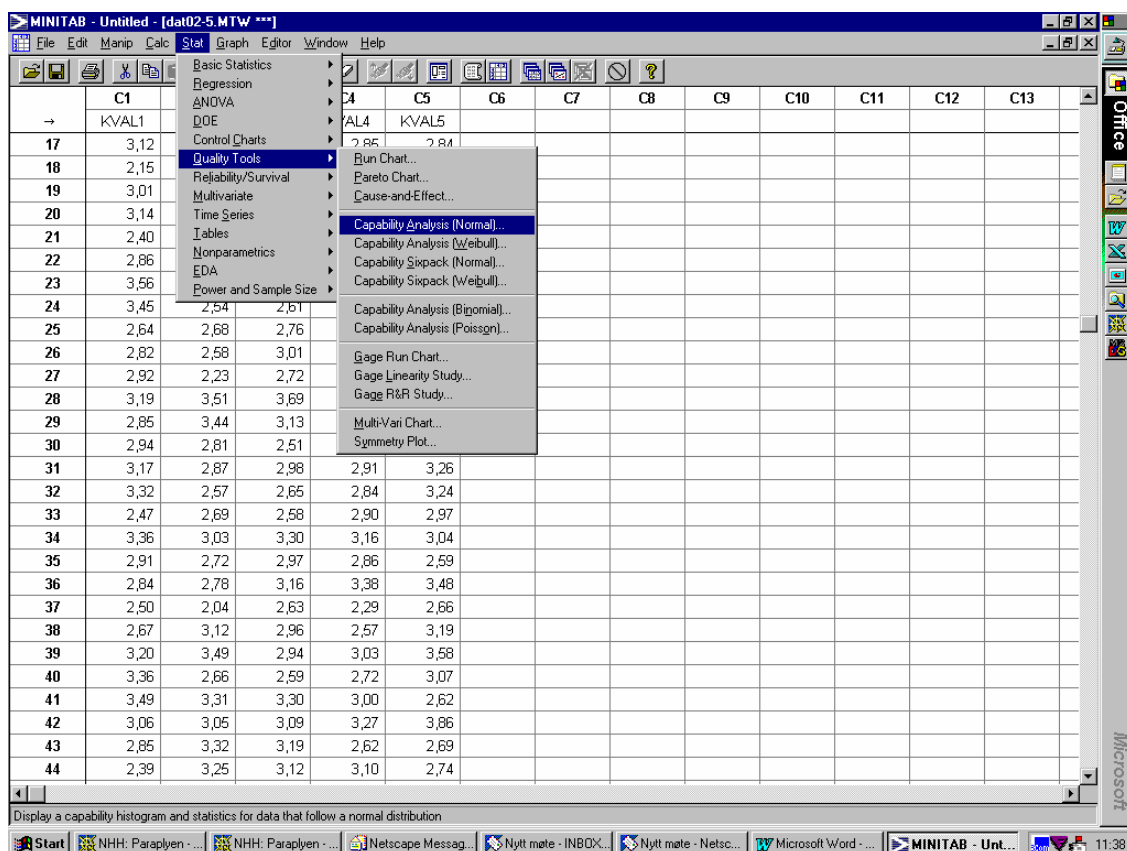 MINITAB - Untitled - [dat02-5.MTW ***]
File Edit Manip Calc Stat Graph Editor Window Help
C1 C4 C5 C6 C7 C8 C9 C10 C11 C12 C13
→ KVAL1 /AL4 KVAL5
17 3,12 2,85 2,84
18 2,15
19 3,01
20 3,14
21 2,40
22 2,86
23 3,56
24 3,45 2,54 2,61
25 2,64 2,68 2,76
26 2,82 2,58 3,01
27 2,92 2,23 2,72
28 3,19 3,51 3,69
29 2,85 3,44 3,13
30 2,94 2,81 2,51
31 3,17 2,87 2,98 2,91 3,26
32 3,32 2,57 2,65 2,84 3,24
33 2,47 2,69 2,58 2,90 2,97
34 3,36 3,03 3,30 3,16 3,04
35 2,91 2,72 2,97 2,86 2,59
36 2,84 2,78 3,16 3,38 3,48
37 2,50 2,04 2,63 2,29 2,66
38 2,67 3,12 2,96 2,57 3,19
39 3,20 3,49 2,94 3,03 3,58
40 3,36 2,66 2,59 2,72 3,07
41 3,49 3,31 3,30 3,00 2,62
42 3,06 3,05 3,09 3,27 3,86
43 2,85 3,32 3,19 2,62 2,69
44 2,39 3,25 3,12 3,10 2,74
Basic Statistics
Regression
ANOVA
DOE
Control Charts
Quality Tools
Reliability/Survival
Multivariate
Time Series
Tables
Nonparametrics
EDA
Power and Sample Size
Run Chart...
Pareto Chart...
Cause-and-Effect...
Capability Analysis (Normal)...
Capability Analysis (Weibull)...
Capability Sixpack (Normal)...
Capability Sixpack (Weibull)...
Capability Analysis (Binomial)...
Capability Analysis (Poisson)...
Gage Run Chart...
Gage Linearity Study...
Gage R&R Study...
Multi-Vari Chart...
Symmetry Plot...
Office
Microsoft
Display a capability histogram and statistics for data that follow a normal distribution
Start NHH: Paraplyen - ... NHH: Paraplyen - ... Netscape Messag... Nytt møte - INBOX... Nytt møte - Netsc... Microsoft Word - ... MINITAB - Unt... 11:38